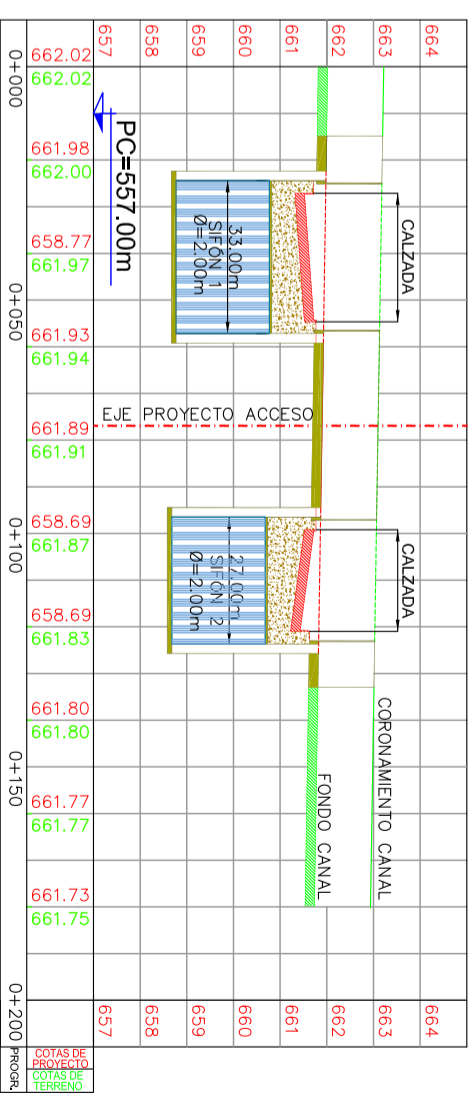 664
663
662
661
660
659
658
657
664
663
662
661
660
659
658
657
CALZADA
CALZADA
CORONAMIENTO CANAL
FONDO CANAL
33.00m
SIFÓN 1
Ø=2.00m
27.00m
SIFÓN 2
Ø=2.00m
EJE PROYECTO ACCESO
PC=557.00m
662.02
661.98
658.77
661.93
661.89
658.69
658.69
661.80
661.77
661.73
COTAS DE PROYECTO
662.02
662.00
661.97
661.94
661.91
661.87
661.83
661.80
661.77
661.75
COTAS DE TERRENO
0+000
0+050
0+100
0+150
0+200
PROGR.